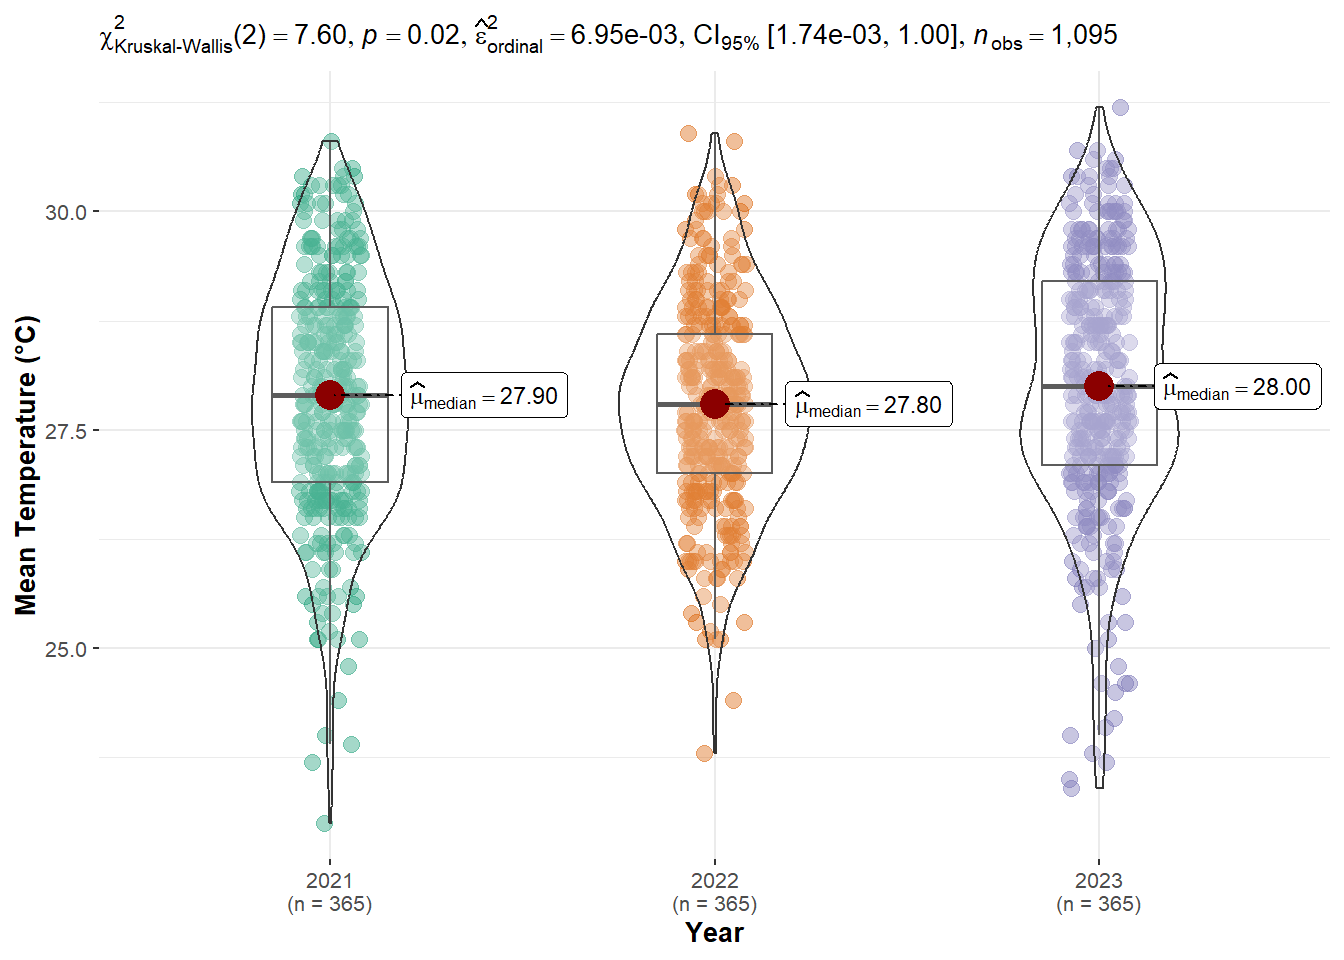 χ²Kruskal-Wallis(2) = 7.60, p = 0.02, ε̂²ordinal = 6.95e-03, CI95% [1.74e-03, 1.00], nobs = 1,095
Mean Temperature (°C)
30.0
27.5
25.0
μ̂median = 27.90
μ̂median = 27.80
μ̂median = 28.00
2021
(n = 365)
2022
(n = 365)
2023
(n = 365)
Year